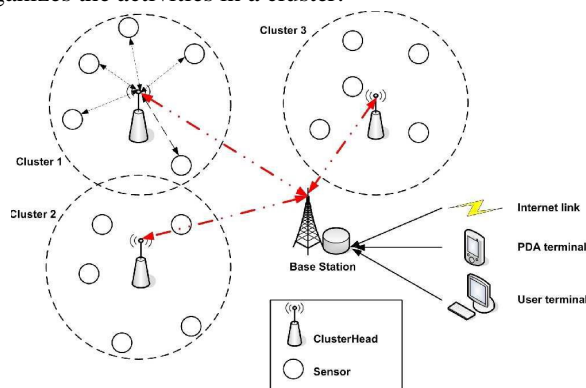 ganizes the activities in a cluster.
Cluster 3
Cluster 1
Cluster 2
Internet link
PDA terminal
Base Station
User terminal
ClusterHead
Sensor